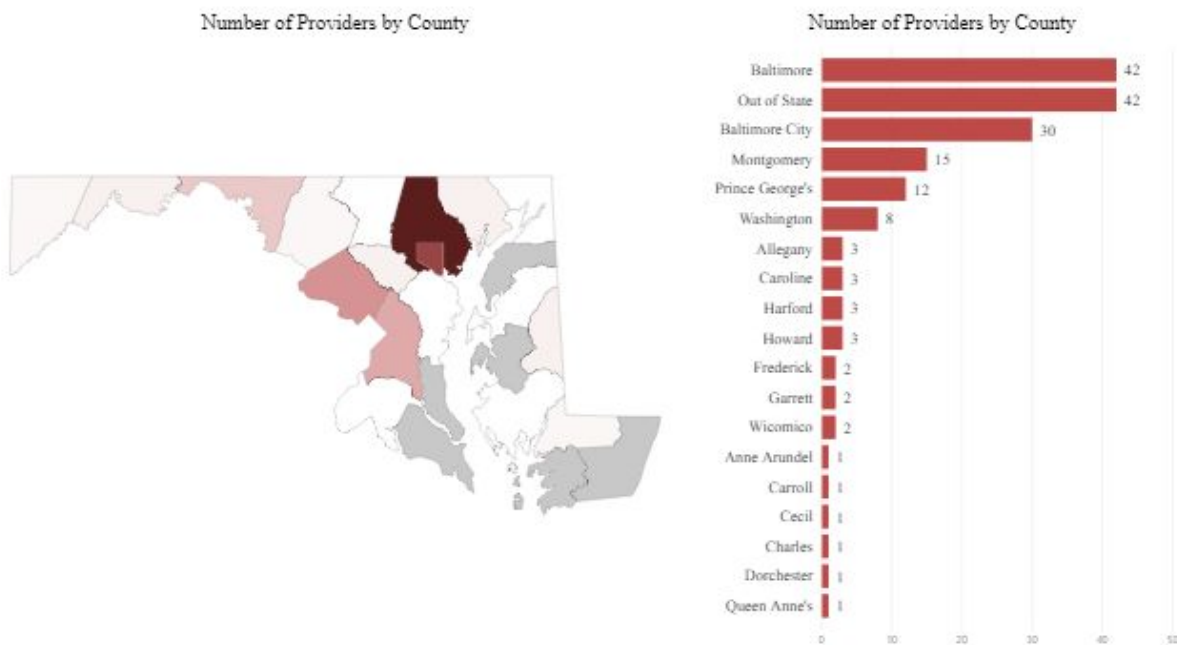 Number of Providers by County
Number of Providers by County
Baltimore 42
Out of State 42
Baltimore City 30
Montgomery 15
Prince George's 12
Washington 8
Allegany 3
Caroline 3
Harford 3
Howard 3
Frederick 2
Garrett 2
Wicomico 2
Anne Arundel 1
Carroll 1
Cecil 1
Charles 1
Dorchester 1
Queen Anne's 1
0 10 20 30 40 50